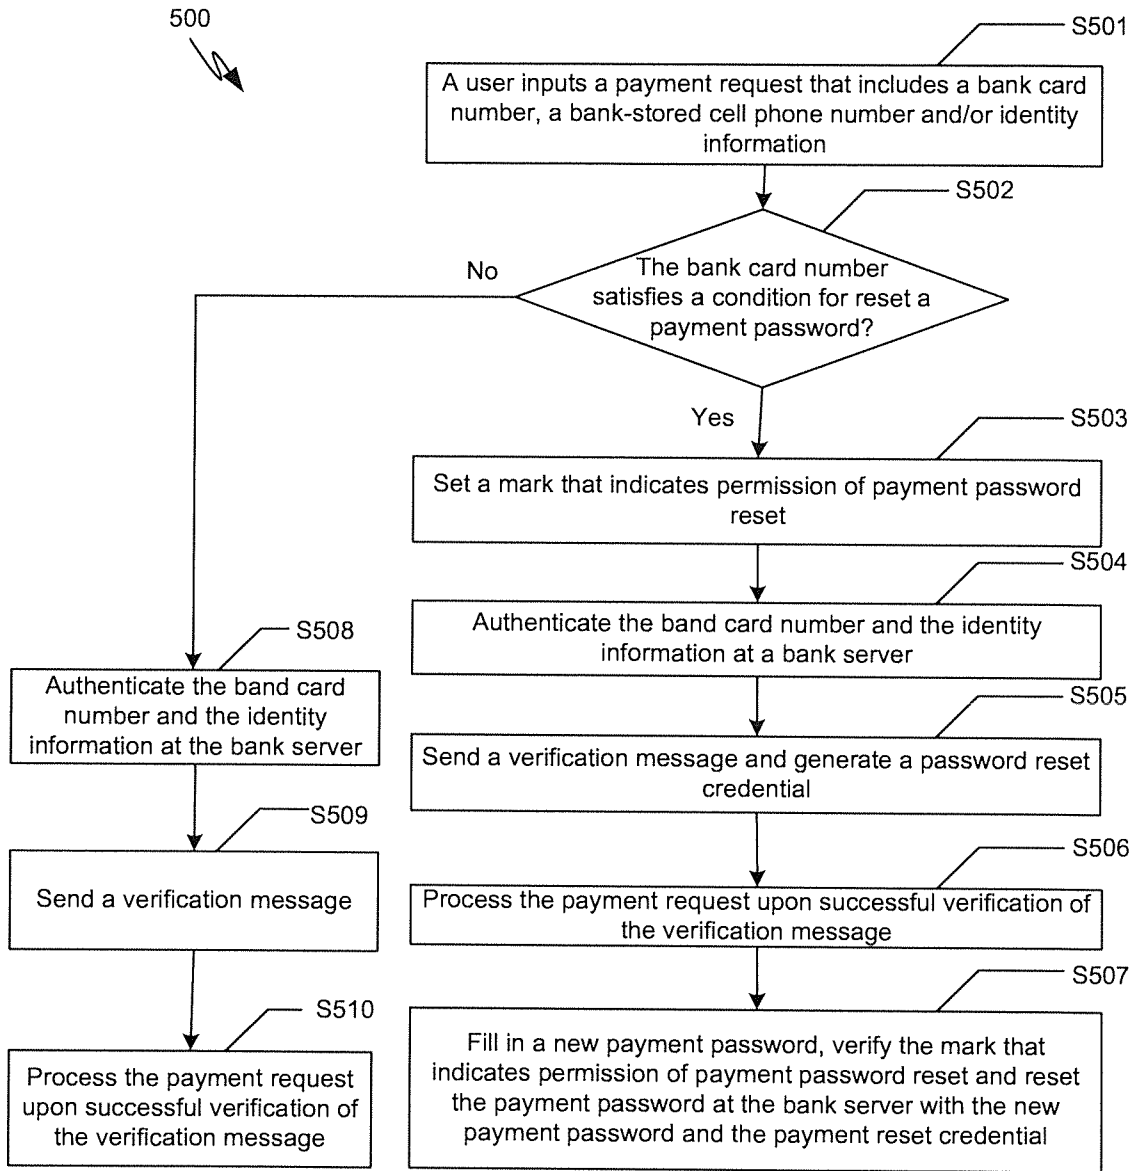 500
S501
A user inputs a payment request that includes a bank card
number, a bank-stored cell phone number and/or identity
information
S502
No
The bank card number
satisfies a condition for reset a
payment password?
Yes
S503
Set a mark that indicates permission of payment password
reset
S504
Authenticate the band card number and the identity
information at a bank server
S508
Authenticate the band card
number and the identity
information at the bank server
S505
Send a verification message and generate a password reset
credential
S509
Send a verification message
S506
Process the payment request upon successful verification of
the verification message
S507
Fill in a new payment password, verify the mark that
indicates permission of payment password reset and reset
the payment password at the bank server with the new
payment password and the payment reset credential
S510
Process the payment request
upon successful verification of
the verification message